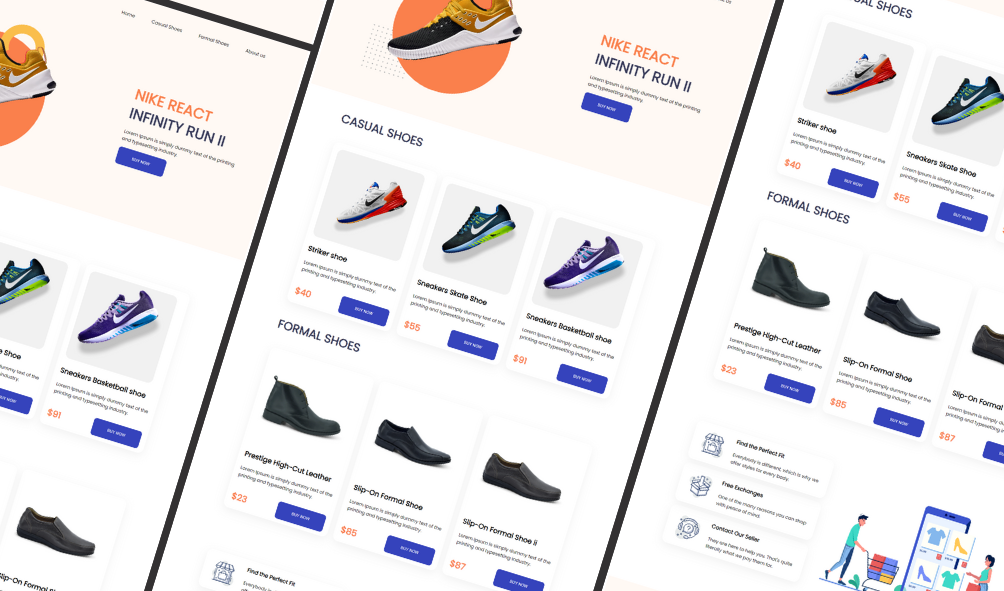 Home
Casual Shoes
Formal Shoes
About us
NIKE REACT
INFINITY RUN II
Lorem Ipsum is simply dummy text of the printing
and typesetting industry.
BUY NOW
Shoe
dummy text of the
industry.
BUY NOW
Sneakers Basketball shoe
Lorem Ipsum is simply dummy text of the
printing and typesetting industry.
$91
BUY NOW
Slip-On Formal Shoe ii
NIKE REACT
INFINITY RUN II
Lorem Ipsum is simply dummy text of the printing
and typesetting industry.
BUY NOW
CASUAL SHOES
Striker shoe
Lorem Ipsum is simply dummy text of the
printing and typesetting industry.
$40
BUY NOW
Sneakers Skate Shoe
Lorem Ipsum is simply dummy text of the
printing and typesetting industry.
$55
BUY NOW
Sneakers Basketball shoe
Lorem Ipsum is simply dummy text of the
printing and typesetting industry.
$91
BUY NOW
FORMAL SHOES
Prestige High-Cut Leather
Lorem Ipsum is simply dummy text of the
printing and typesetting industry.
$23
BUY NOW
Slip-On Formal Shoe
Lorem Ipsum is simply dummy text of the
printing and typesetting industry.
$85
BUY NOW
Slip-On Formal Shoe ii
Lorem Ipsum is simply dummy text of the
printing and typesetting industry.
$87
BUY NOW
Find the Perfect Fit
CASUAL SHOES
Striker shoe
Lorem Ipsum is simply dummy text of the
printing and typesetting industry.
$40
BUY NOW
Sneakers Skate Shoe
Lorem Ipsum is simply dummy text of the
printing and typesetting industry.
$55
BUY NOW
FORMAL SHOES
Prestige High-Cut Leather
Lorem Ipsum is simply dummy text of the
printing and typesetting industry.
$23
BUY NOW
Slip-On Formal Shoe
Lorem Ipsum is simply dummy text of the
printing and typesetting industry.
$85
BUY NOW
Slip-On Formal
Lorem Ipsum is
printing and
$87
Find the Perfect Fit
Everybody is different, which is why we
offer styles for every body.
Free Exchanges
One of the many reasons you can shop
with peace of mind.
Contact Our Seller
They are here to help you. That's quite
literally what we pay them for.